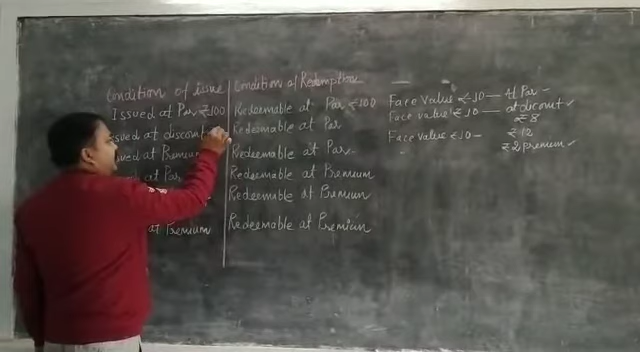 Condition of issue | Condition of Redemption
Issued at Par ₹100 | Redeemable at Par ₹100
ssued at discount | Redeemable at Par
ued at Premium | Redeemable at Par
at Par | Redeemable at Premium
Redeemable at Premium
at Premium | Redeemable at Premium
Face Value ₹10 — At Par -
Face value ₹10 — at discount ✓
₹8
Face Value ₹10 - ₹12
₹2 premium ✓